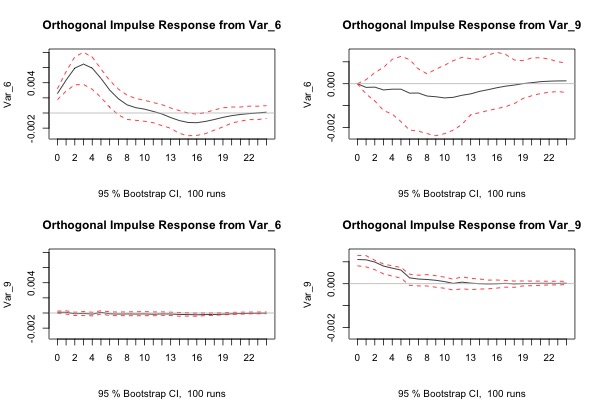 Orthogonal Impulse Response from Var_6
Var_6
0.004
-0.002
0 2 4 6 8 10 13 16 19 22
95 % Bootstrap CI, 100 runs
Orthogonal Impulse Response from Var_9
Var_6
0.000
-0.002
0 2 4 6 8 10 13 16 19 22
95 % Bootstrap CI, 100 runs
Orthogonal Impulse Response from Var_6
Var_9
0.004
-0.002
0 2 4 6 8 10 13 16 19 22
95 % Bootstrap CI, 100 runs
Orthogonal Impulse Response from Var_9
Var_9
0.000
-0.002
0 2 4 6 8 10 13 16 19 22
95 % Bootstrap CI, 100 runs